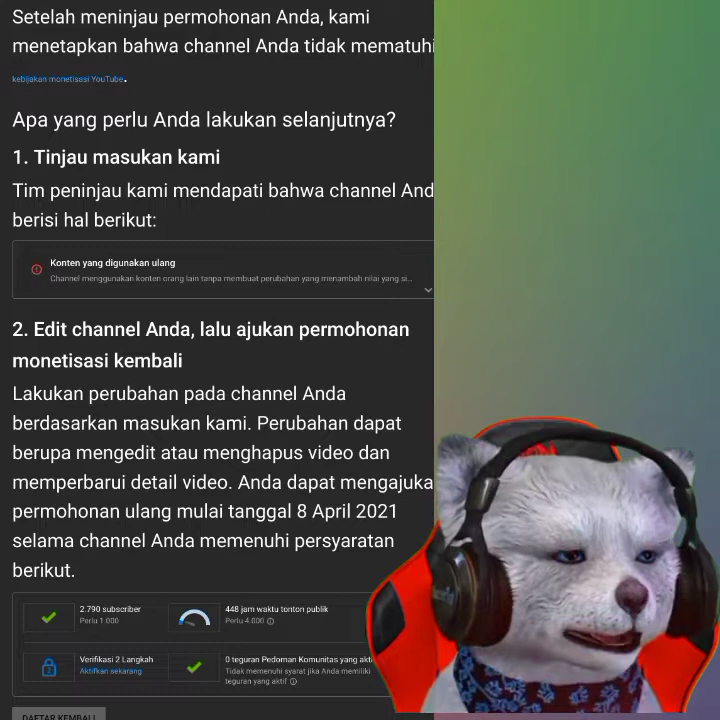 Setelah meninjau permohonan Anda, kami
menetapkan bahwa channel Anda tidak mematuhi
kebijakan monetisasi YouTube.
Apa yang perlu Anda lakukan selanjutnya?
1. Tinjau masukan kami
Tim peninjau kami mendapati bahwa channel And
berisi hal berikut:
Konten yang digunakan ulang
Channel menggunakan konten orang lain tanpa membuat perubahan yang menambah nilai yang si...
2. Edit channel Anda, lalu ajukan permohonan
monetisasi kembali
Lakukan perubahan pada channel Anda
berdasarkan masukan kami. Perubahan dapat
berupa mengedit atau menghapus video dan
memperbarui detail video. Anda dapat mengajuka
permohonan ulang mulai tanggal 8 April 2021
selama channel Anda memenuhi persyaratan
berikut.
2.790 subscriber
Perlu 1.000
448 jam waktu tonton publik
Perlu 4.000
Verifikasi 2 Langkah
Aktifkan sekarang
0 teguran Pedoman Komunitas yang akti
Tidak memenuhi syarat jika Anda memiliki
teguran yang aktif
DAFTAR KEMBALI